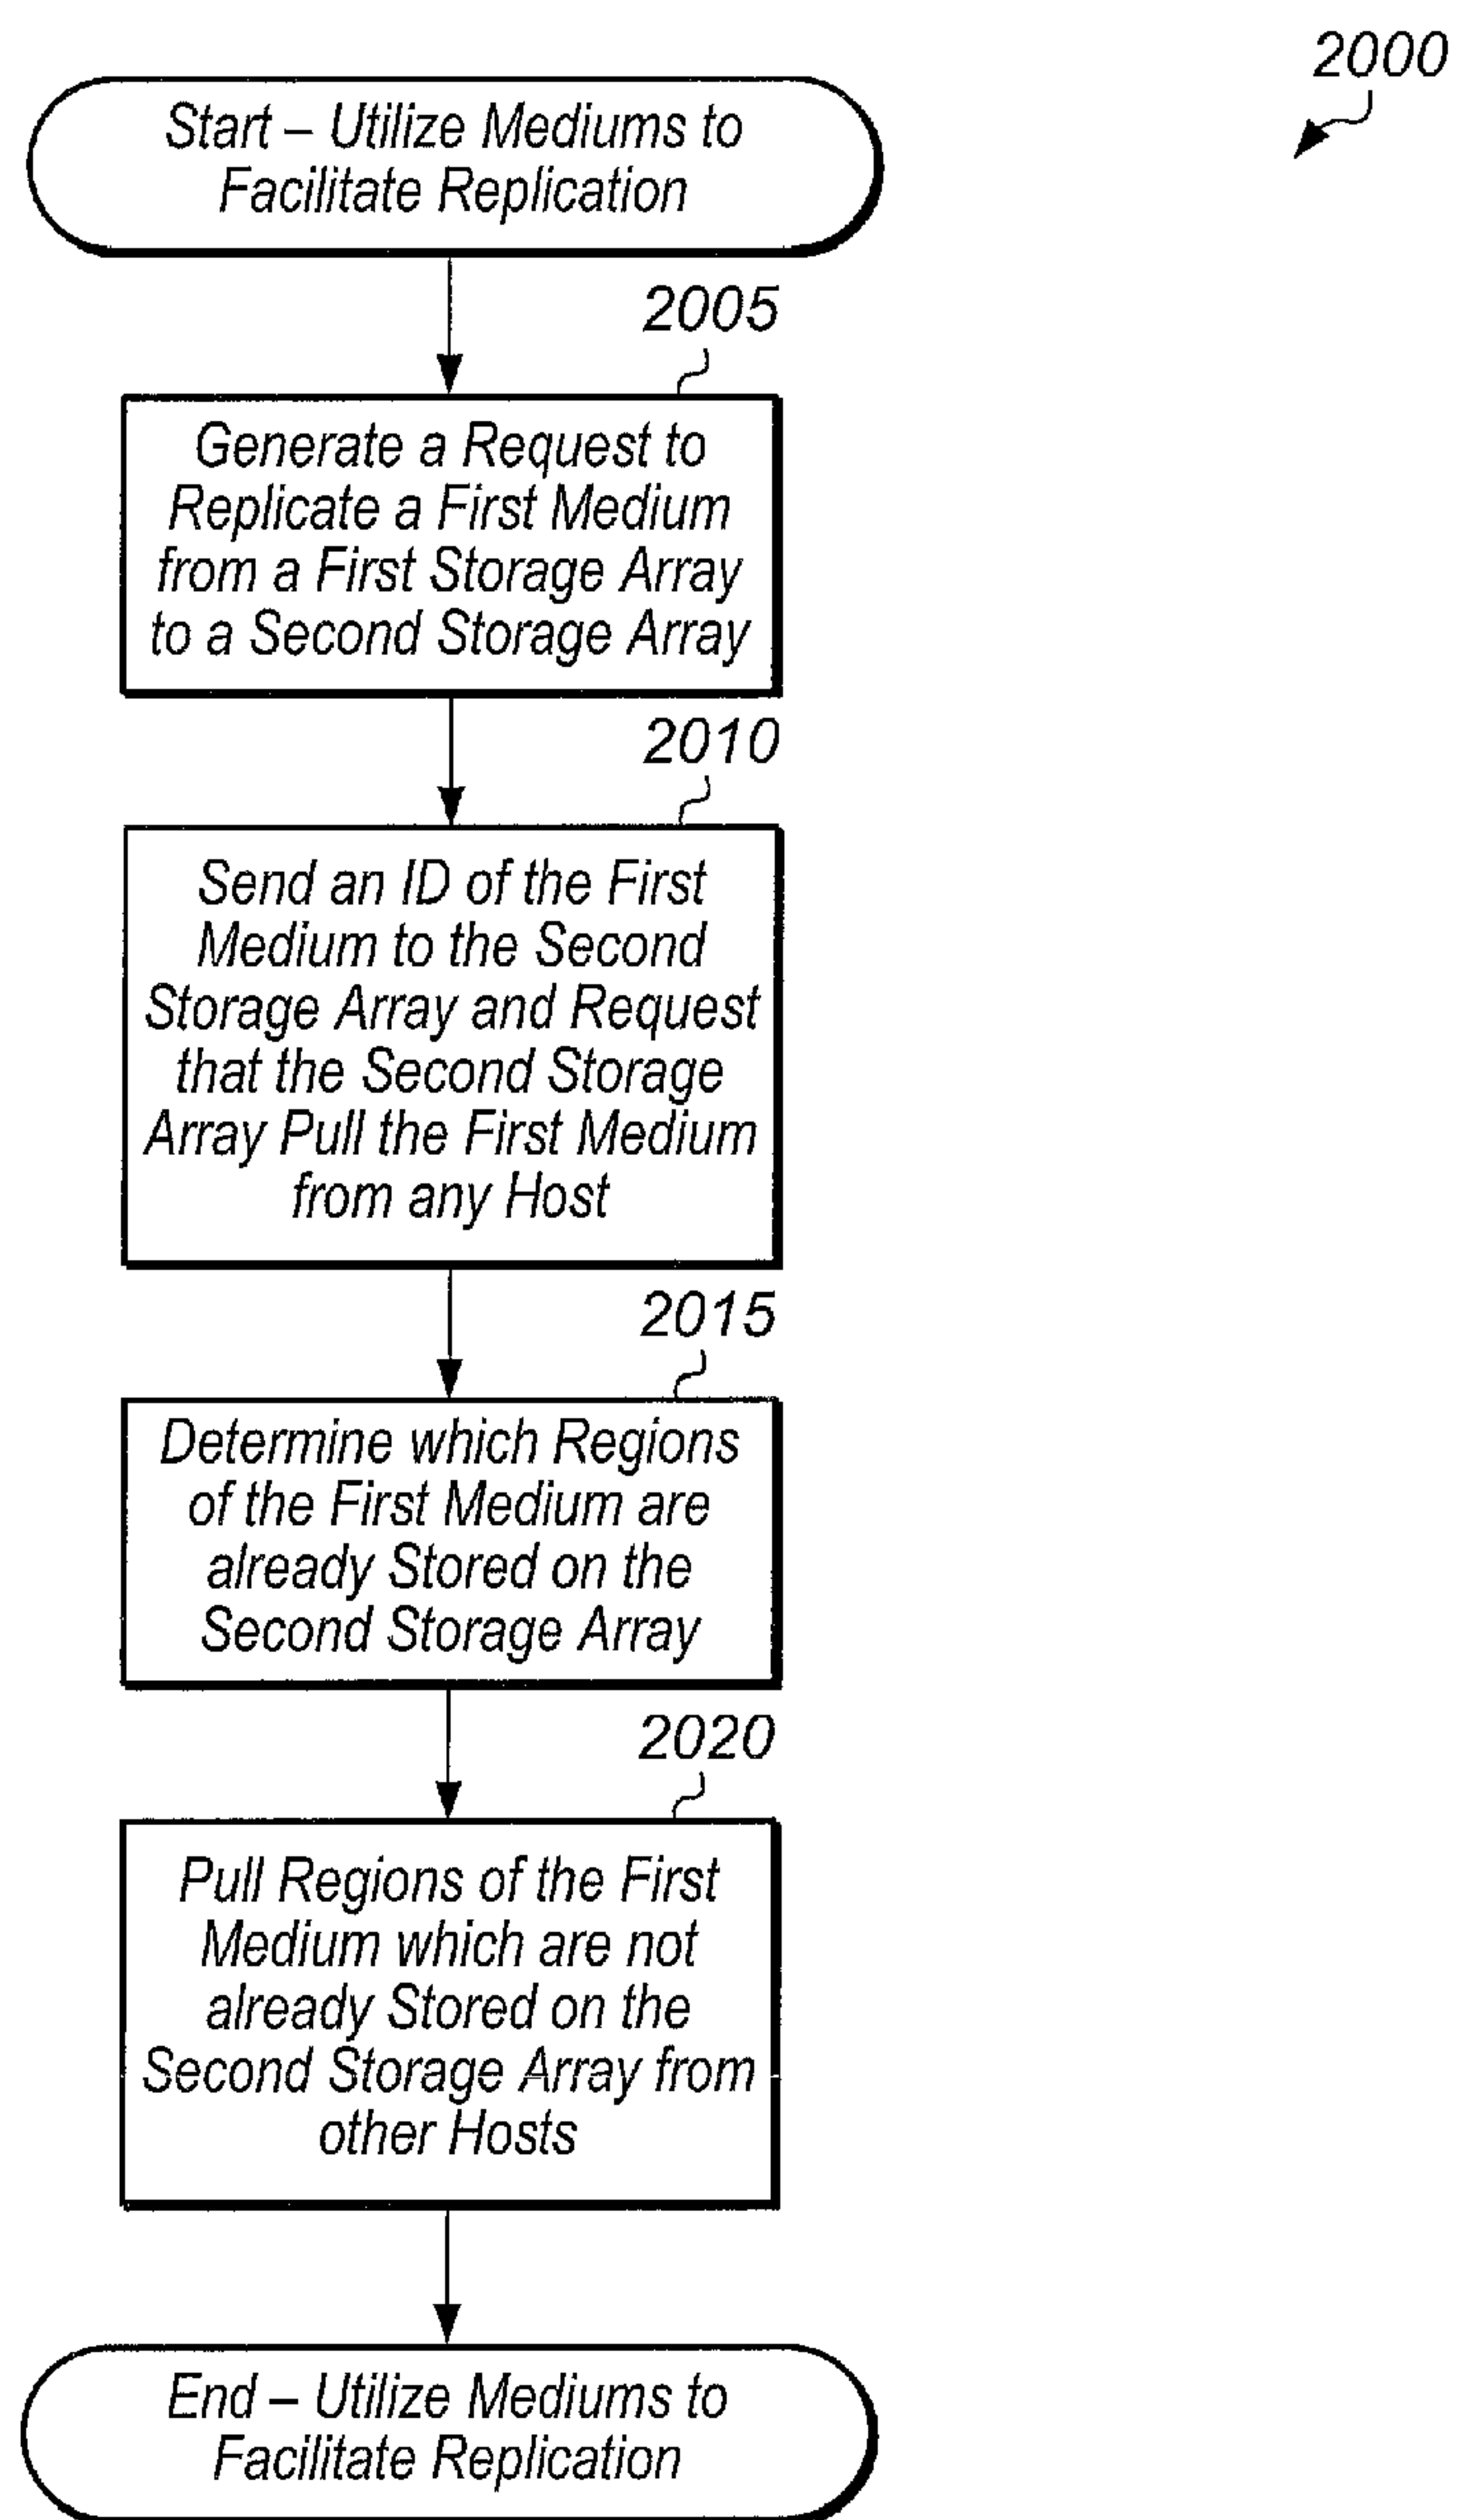 2000
Start – Utilize Mediums to
Facilitate Replication
2005
Generate a Request to
Replicate a First Medium
from a First Storage Array
to a Second Storage Array
2010
Send an ID of the First
Medium to the Second
Storage Array and Request
that the Second Storage
Array Pull the First Medium
from any Host
2015
Determine which Regions
of the First Medium are
already Stored on the
Second Storage Array
2020
Pull Regions of the First
Medium which are not
already Stored on the
Second Storage Array from
other Hosts
End – Utilize Mediums to
Facilitate Replication